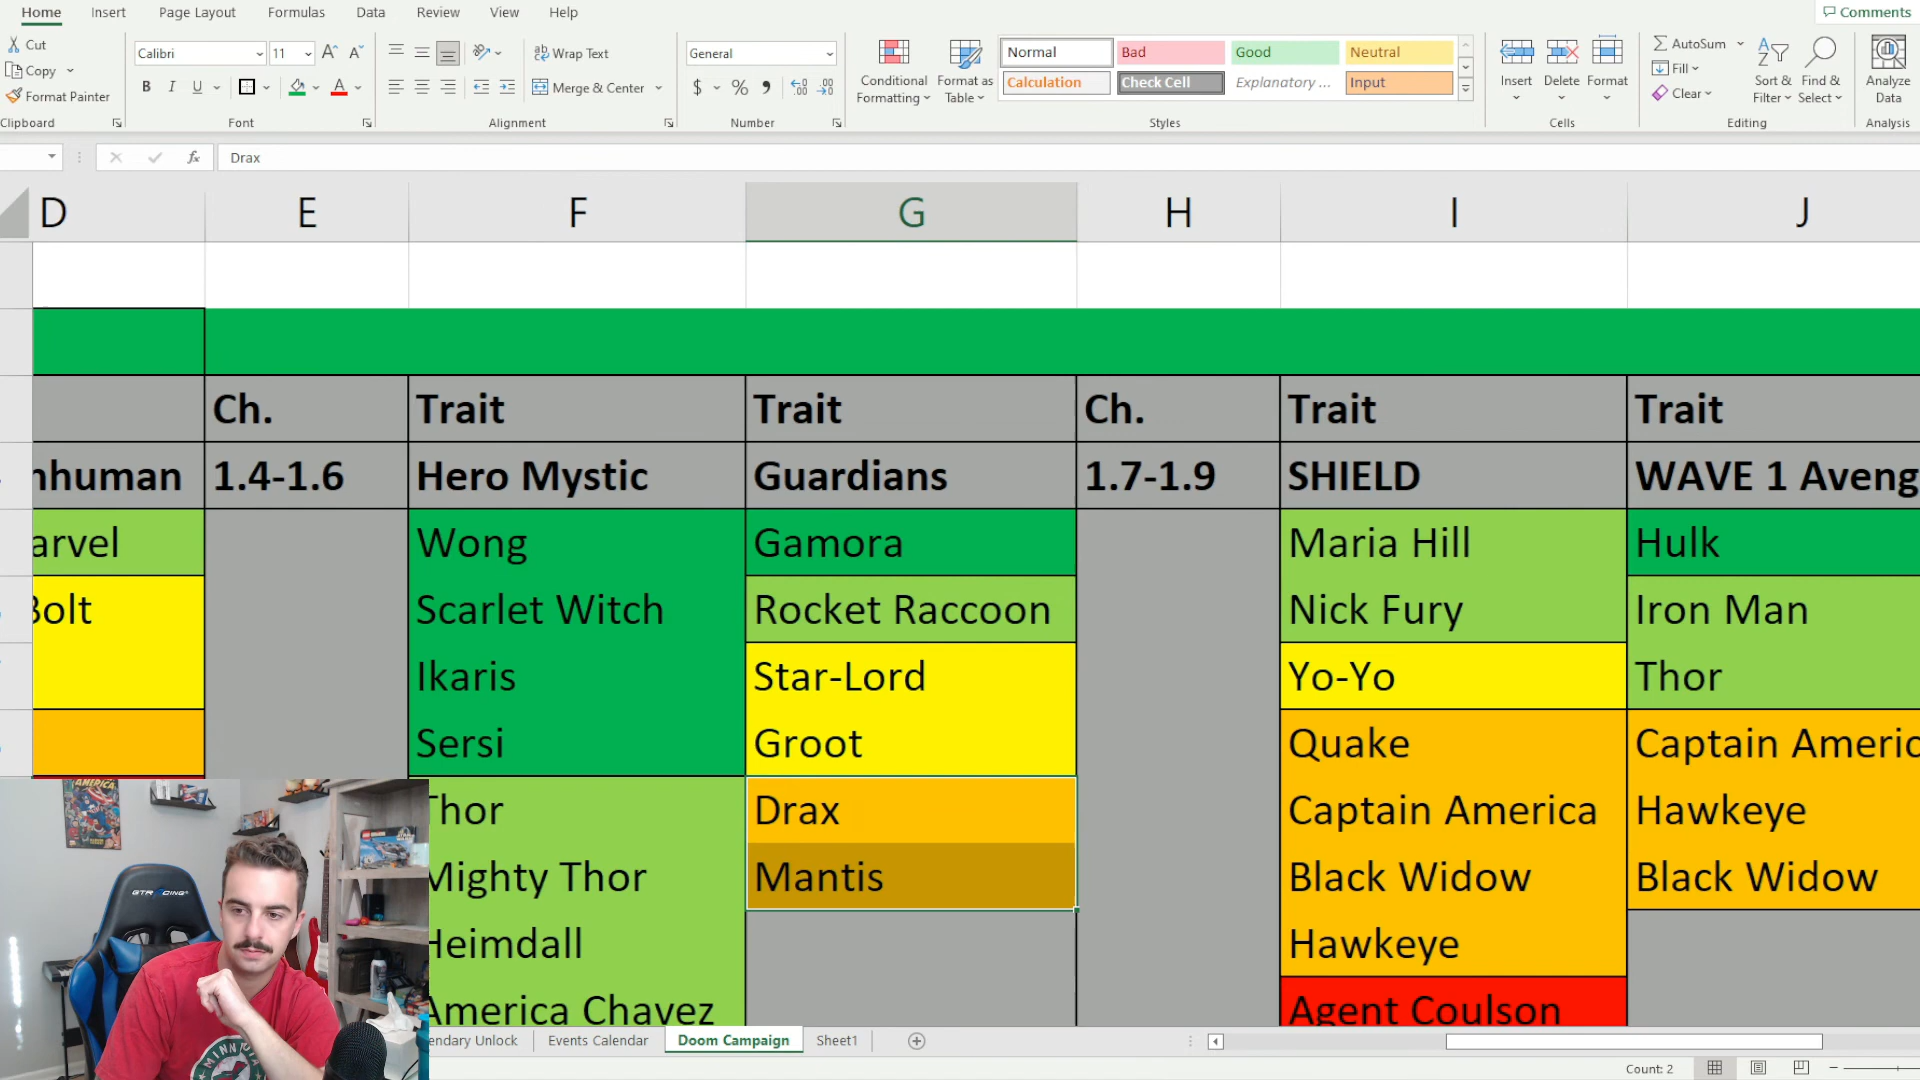 Home Insert Page Layout Formulas Data Review View Help Comments
Cut
Copy
Format Painter
Clipboard
Calibri 11
B I U
Font
Wrap Text
Merge & Center
Alignment
General
$ % ,
Number
Conditional Formatting
Format as Table
Normal Bad Good Neutral
Calculation Check Cell Explanatory ... Input
Styles
Insert Delete Format
Cells
AutoSum
Fill
Clear
Sort & Filter
Find & Select
Editing
Analyze Data
Analysis
fx Drax
D E F G H I J
Ch. Trait Trait Ch. Trait Trait
nhuman 1.4-1.6 Hero Mystic Guardians 1.7-1.9 SHIELD WAVE 1 Aveng
arvel Wong Gamora Maria Hill Hulk
Bolt Scarlet Witch Rocket Raccoon Nick Fury Iron Man
Ikaris Star-Lord Yo-Yo Thor
Sersi Groot Quake Captain Americ
Thor Drax Captain America Hawkeye
Mighty Thor Mantis Black Widow Black Widow
Heimdall Hawkeye
America Chavez Agent Coulson
GTRACING
endary Unlock Events Calendar Doom Campaign Sheet1
Count: 2